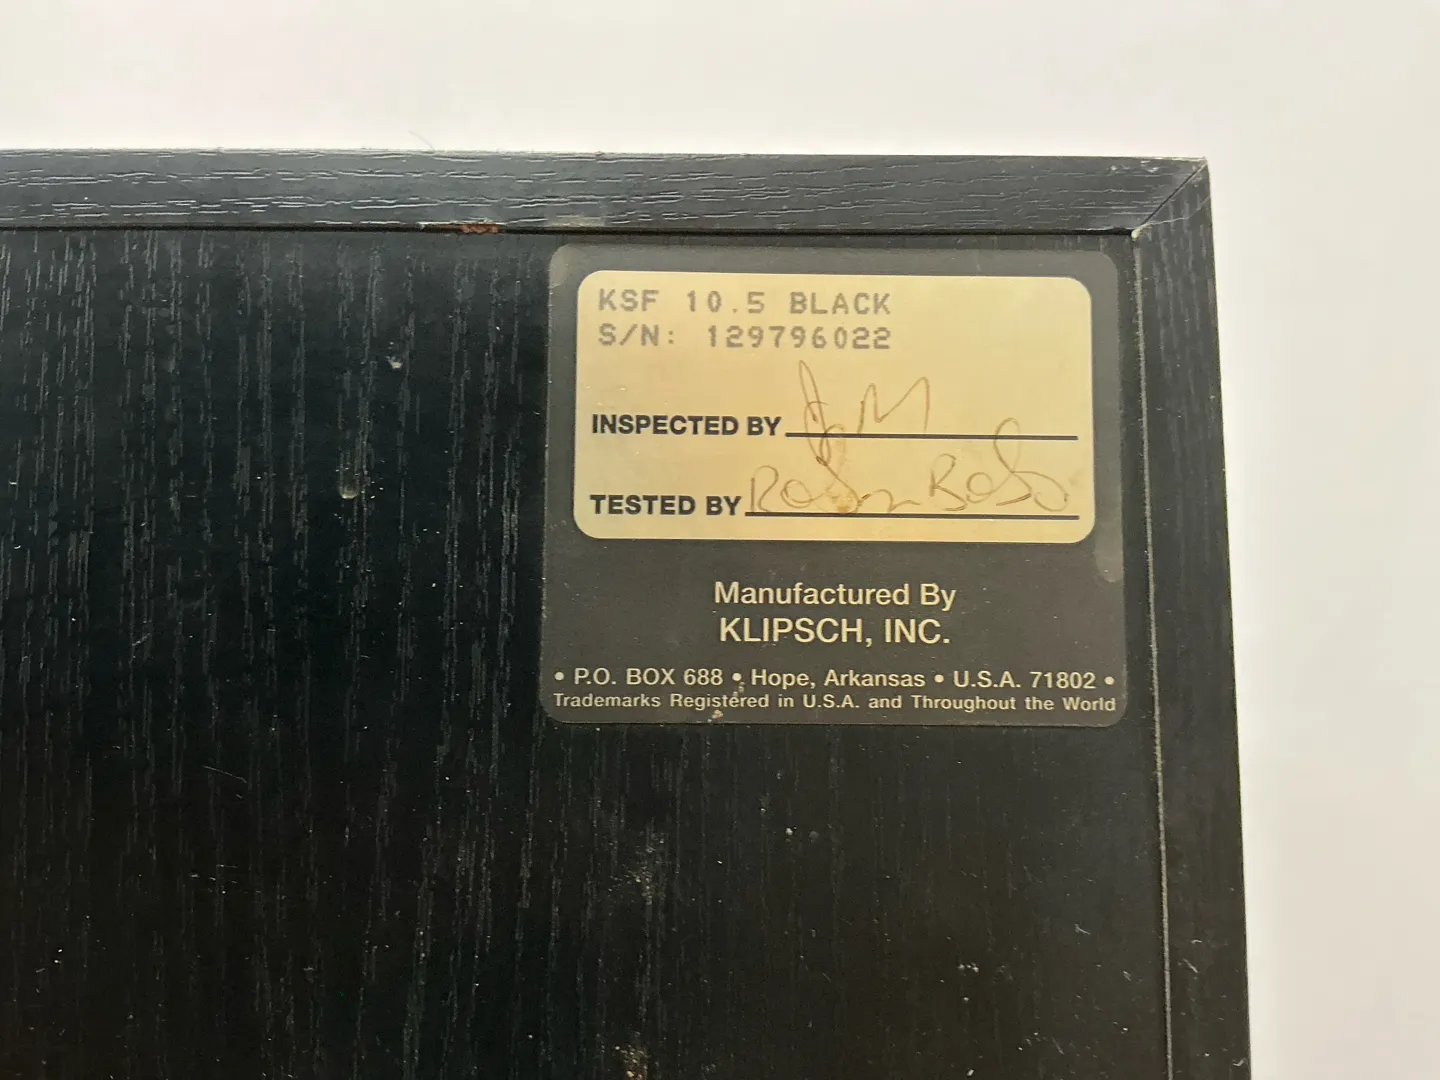 KSF 10.5 BLACK
S/N: 129796022
INSPECTED BY
TESTED BY
Manufactured By
KLIPSCH, INC.
• P.O. BOX 688 • Hope, Arkansas • U.S.A. 71802 •
Trademarks Registered in U.S.A. and Throughout the World